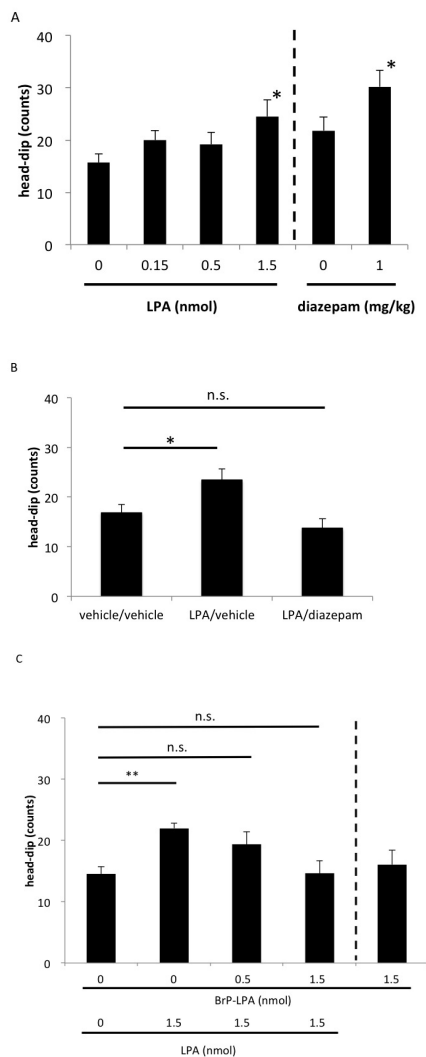 A
40
30
20
10
0
head-dip (counts)
*
*
0 0.15 0.5 1.5 0 1
LPA (nmol) diazepam (mg/kg)
B
n.s.
*
40
30
20
10
0
head-dip (counts)
vehicle/vehicle LPA/vehicle LPA/diazepam
C
n.s.
n.s.
**
40
30
20
10
0
head-dip (counts)
0 0 0.5 1.5 1.5
BrP-LPA (nmol)
0 1.5 1.5 1.5
LPA (nmol)